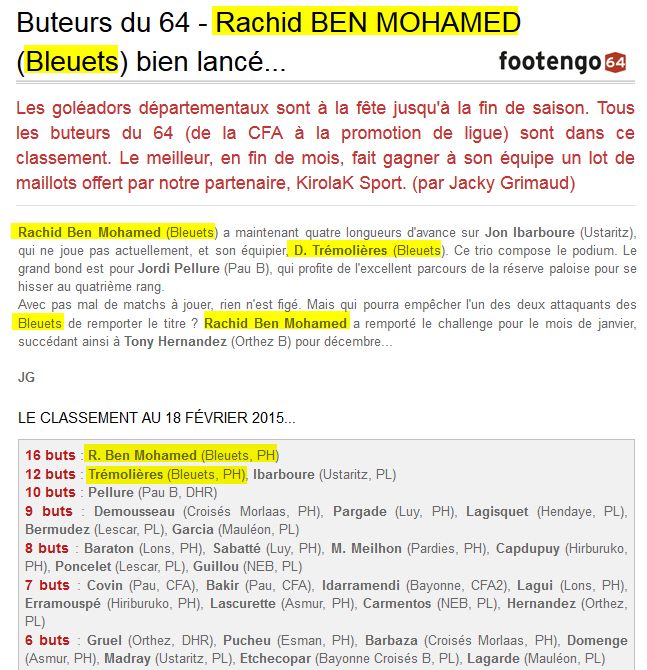 Buteurs du 64 - Rachid BEN MOHAMED
(Bleuets) bien lancé...
footengo64
Les goléadors départementaux sont à la fête jusqu'à la fin de saison. Tous
les buteurs du 64 (de la CFA à la promotion de ligue) sont dans ce
classement. Le meilleur, en fin de mois, fait gagner à son équipe un lot de
maillots offert par notre partenaire, KirolaK Sport. (par Jacky Grimaud)
Rachid Ben Mohamed (Bleuets) a maintenant quatre longueurs d'avance sur Jon Ibarboure (Ustaritz),
qui ne joue pas actuellement, et son équipier, D. Trémolières (Bleuets). Ce trio compose le podium. Le
grand bond est pour Jordi Pellure (Pau B), qui profite de l'excellent parcours de la réserve paloise pour se
hisser au quatrième rang.
Avec pas mal de matchs à jouer, rien n'est figé. Mais qui pourra empêcher l'un des deux attaquants des
Bleuets de remporter le titre ? Rachid Ben Mohamed a remporté le challenge pour le mois de janvier,
succédant ainsi à Tony Hernandez (Orthez B) pour décembre...
JG
LE CLASSEMENT AU 18 FÉVRIER 2015...
16 buts : R. Ben Mohamed (Bleuets, PH)
12 buts : Trémolières (Bleuets, PH), Ibarboure (Ustaritz, PL)
10 buts : Pellure (Pau B, DHR)
9 buts : Demousseau (Croisés Morlaas, PH), Pargade (Luy, PH), Lagisquet (Hendaye, PL),
Bermudez (Lescar, PL), Garcia (Mauléon, PL)
8 buts : Baraton (Lons, PH), Sabatté (Luy, PH), M. Meilhon (Pardies, PH), Capdupuy (Hirburuko,
PH), Poncelet (Lescar, PL), Guillou (NEB, PL)
7 buts : Covin (Pau, CFA), Bakir (Pau, CFA), Idarramendi (Bayonne, CFA2), Lagui (Lons, PH),
Erramouspé (Hiriburuko, PH), Lascurette (Asmur, PH), Carmentos (NEB, PL), Hernandez (Orthez,
PL)
6 buts : Gruel (Orthez, DHR), Pucheu (Esman, PH), Barbaza (Croisés Morlaas, PH), Domenge
(Asmur, PH), Madray (Ustaritz, PL), Etchecopar (Bayonne Croisés B, PL), Lagarde (Mauléon, PL)